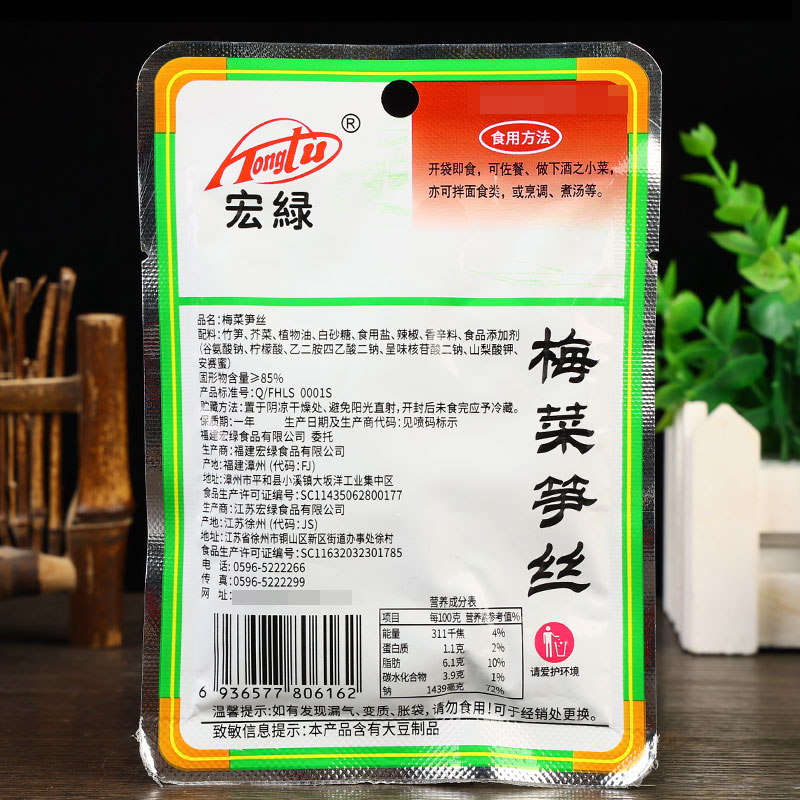 Tonglu
®
宏緑
食用方法
开袋即食，可佐餐、做下酒之小菜，
亦可拌面食类，或烹调、煮汤等。
品名：梅菜笋丝
配料：竹笋、芥菜、植物油、白砂糖、食用盐、辣椒、香辛料、食品添加剂
(谷氨酸钠、柠檬酸、乙二胺四乙酸二钠、呈味核苷酸二钠、山梨酸钾、
安赛蜜)
固形物含量≥85%
产品标准号：Q/FHLS 0001S
贮藏方法：置于阴凉干燥处、避免阳光直射，开封后未食完应予冷藏。
保质期：一年 生产日期及生产商代码：见喷码标示
福建宏绿食品有限公司 委托
生产商：福建宏绿食品有限公司
产地：福建漳州 (代码：FJ)
地址：漳州市平和县小溪镇大坂洋工业集中区
食品生产许可证编号：SC11435062800177
生产商：江苏宏绿食品有限公司
产地：江苏徐州 (代码：JS)
地址：江苏省徐州市铜山区新区街道办事处徐村
食品生产许可证编号：SC11632032301785
电 话：0596-5222266
传 真：0596-5222299
网 址：
梅菜笋丝
营养成分表
项目 每100克 营养素参考值%
能量 311千焦 4%
蛋白质 1.1克 2%
脂肪 6.1克 10%
碳水化合物 3.9克 1%
钠 1439毫克 72%
请爱护环境
6 936577 806162
温馨提示：如有发现漏气、变质、胀袋，请勿食用！可于经销处更换。
致敏信息提示：本产品含有大豆制品